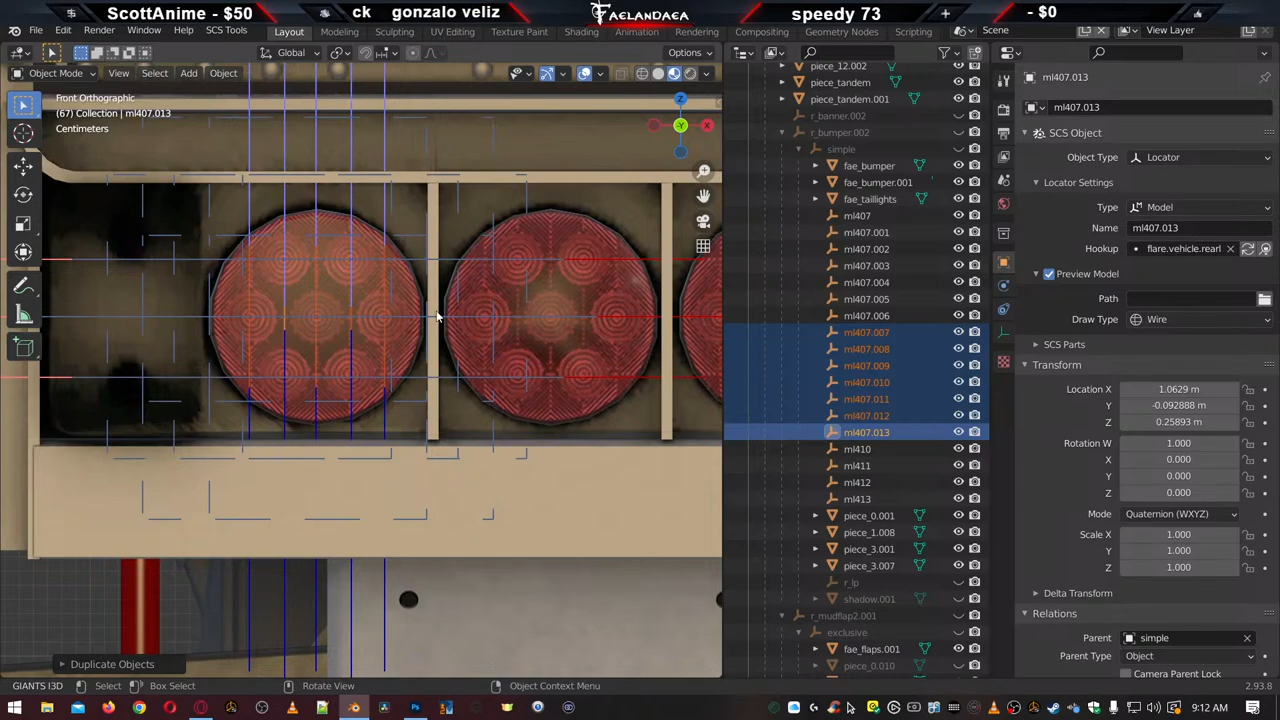 ScottAnime - $50
ck gonzalo veliz
FAELANDAEA
speedy 73
- $0
File Edit Render Window Help SCS Tools Layout Modeling Sculpting UV Editing Texture Paint Shading Animation Rendering Compositing Geometry Nodes Scripting Scene View Layer
Global Options
Object Mode View Select Add Object
Front Orthographic
(67) Collection | ml407.013
Centimeters
Z
X
-Y
Duplicate Objects
piece_12.002
piece_tandem
piece_tandem.001
r_banner.002
r_bumper.002
simple
fae_bumper
fae_bumper.001
fae_taillights
ml407
ml407.001
ml407.002
ml407.003
ml407.004
ml407.005
ml407.006
ml407.007
ml407.008
ml407.009
ml407.010
ml407.011
ml407.012
ml407.013
ml410
ml411
ml412
ml413
piece_0.001
piece_1.008
piece_3.001
piece_3.007
r_lp
shadow.001
r_mudflap2.001
exclusive
fae_flaps.001
piece_0.010
ml407.013
ml407.013
SCS Object
Object Type Locator
Locator Settings
Type Model
Name ml407.013
Hookup flare.vehicle.rearl
Preview Model
Path
Draw Type Wire
SCS Parts
Transform
Location X 1.0629 m
Y -0.092888 m
Z 0.25893 m
Rotation W 1.000
X 0.000
Y 0.000
Z 0.000
Mode Quaternion (WXYZ)
Scale X 1.000
Y 1.000
Z 1.000
Delta Transform
Relations
Parent simple
Parent Type Object
Camera Parent Lock
GIANTS I3D Select Box Select Rotate View Object Context Menu 2.93.8
9:12 AM